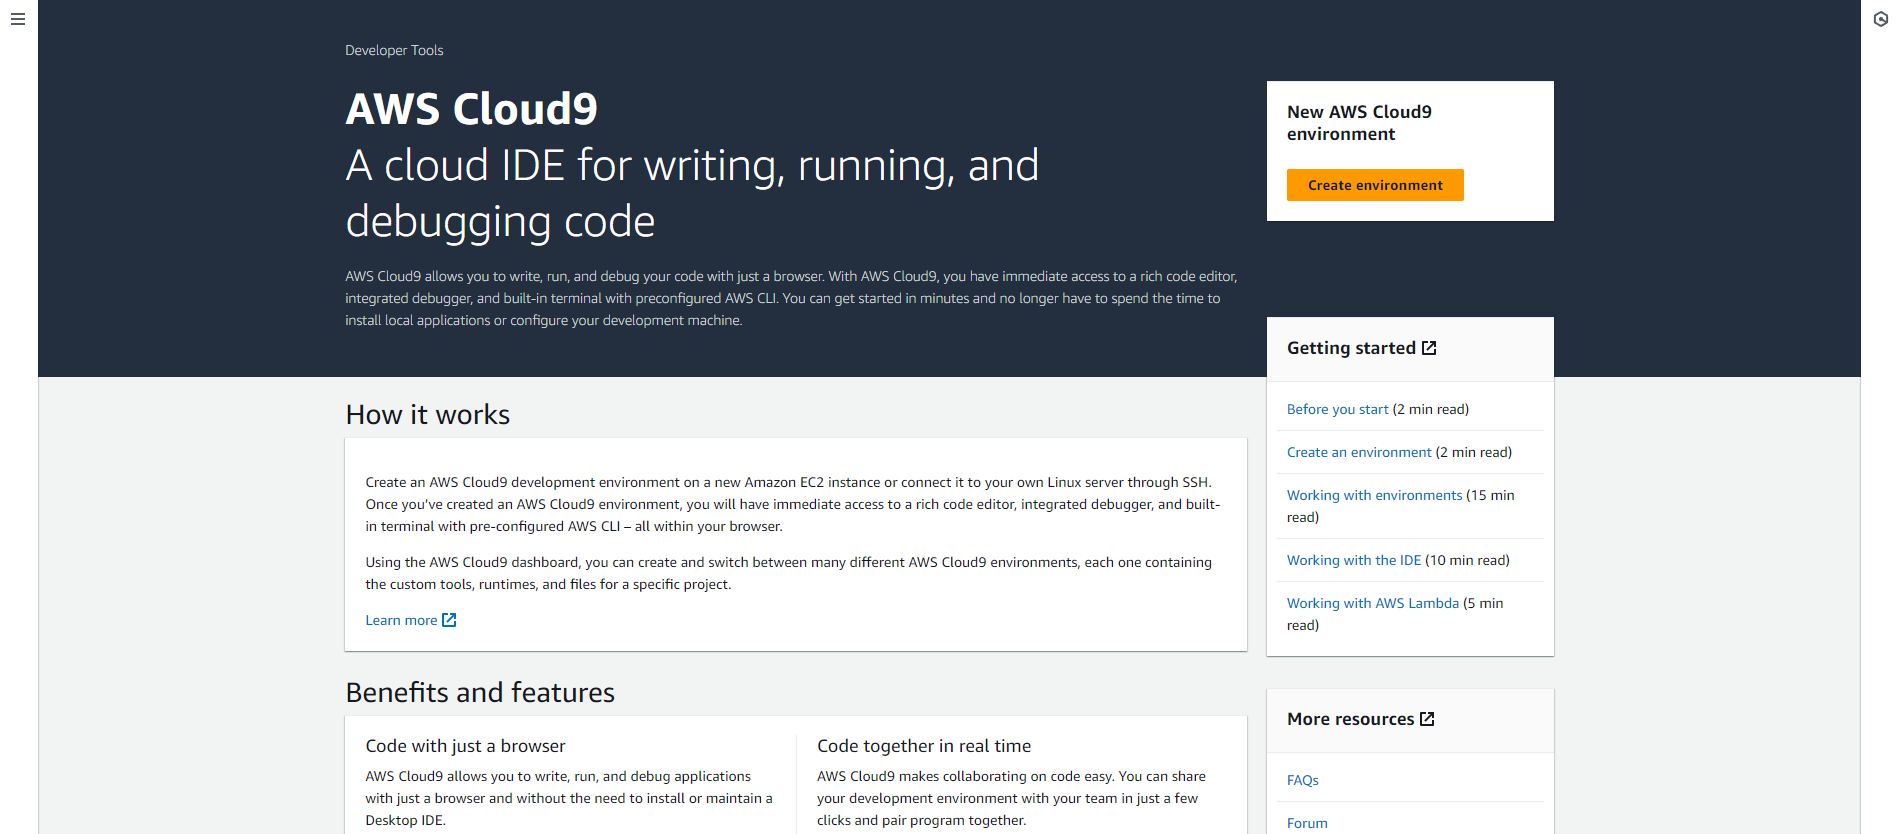 Developer Tools
AWS Cloud9
A cloud IDE for writing, running, and
debugging code
AWS Cloud9 allows you to write, run, and debug your code with just a browser. With AWS Cloud9, you have immediate access to a rich code editor,
integrated debugger, and built-in terminal with preconfigured AWS CLI. You can get started in minutes and no longer have to spend the time to
install local applications or configure your development machine.
New AWS Cloud9
environment
Create environment
How it works
Create an AWS Cloud9 development environment on a new Amazon EC2 instance or connect it to your own Linux server through SSH.
Once you’ve created an AWS Cloud9 environment, you will have immediate access to a rich code editor, integrated debugger, and built-
in terminal with pre-configured AWS CLI – all within your browser.
Using the AWS Cloud9 dashboard, you can create and switch between many different AWS Cloud9 environments, each one containing
the custom tools, runtimes, and files for a specific project.
Learn more
Benefits and features
Code with just a browser
AWS Cloud9 allows you to write, run, and debug applications
with just a browser and without the need to install or maintain a
Desktop IDE.
Code together in real time
AWS Cloud9 makes collaborating on code easy. You can share
your development environment with your team in just a few
clicks and pair program together.
Getting started
Before you start (2 min read)
Create an environment (2 min read)
Working with environments (15 min
read)
Working with the IDE (10 min read)
Working with AWS Lambda (5 min
read)
More resources
FAQs
Forum